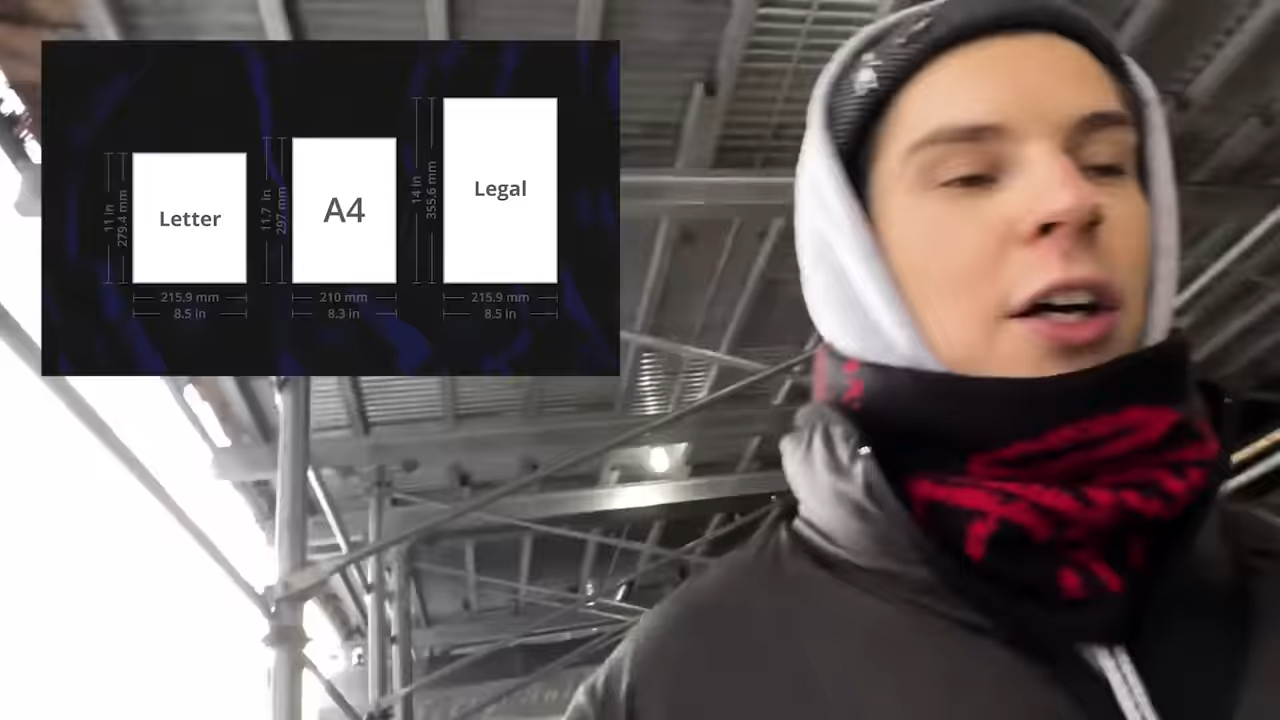 Letter
11 in
279.4 mm
215.9 mm
8.5 in
A4
11.7 in
297 mm
210 mm
8.3 in
Legal
14 in
355.6 mm
215.9 mm
8.5 in